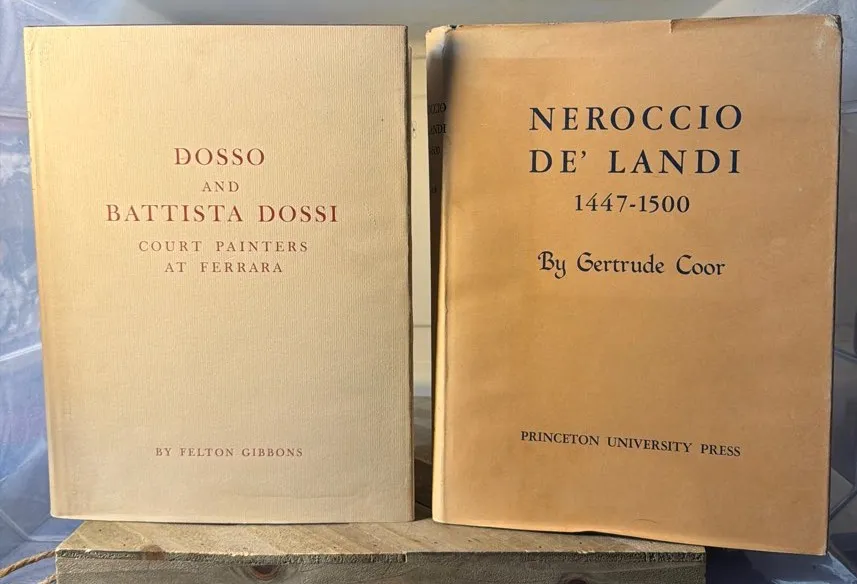 DOSSO
AND
BATTISTA DOSSI
COURT PAINTERS
AT FERRARA
BY FELTON GIBBONS
NEROCCIO
DE' LANDI
1447-1500
By Gertrude Coor
PRINCETON UNIVERSITY PRESS